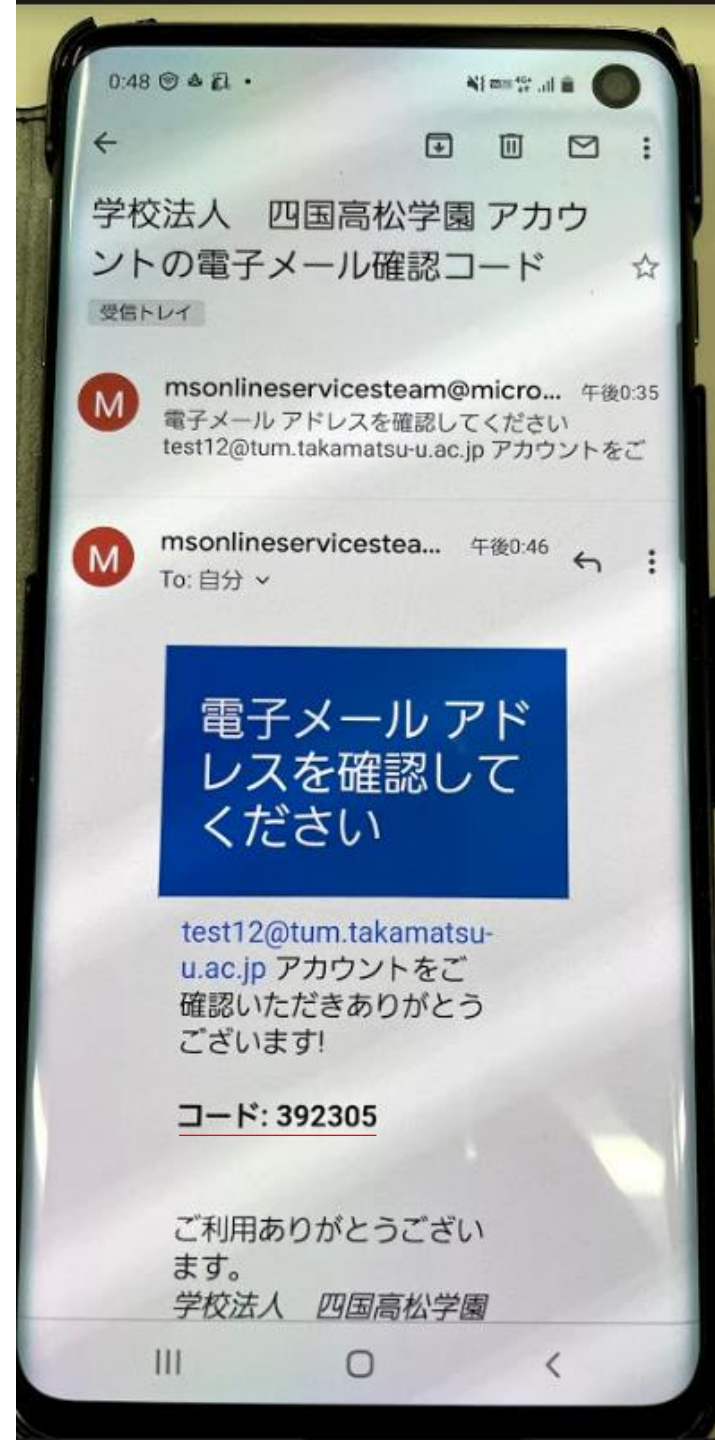 0:48
学校法人　四国高松学園 アカウ
ントの電子メール確認コード
受信トレイ
M
msonlineservicesteam@micro... 午後0:35
電子メール アドレスを確認してください
test12@tum.takamatsu-u.ac.jp アカウントをご
M
msonlineservicestea... 午後0:46
To: 自分
電子メール アド
レスを確認して
ください
test12@tum.takamatsu-
u.ac.jp アカウントをご
確認いただきありがとう
ございます!
コード: 392305
ご利用ありがとうござい
ます。
学校法人　四国高松学園